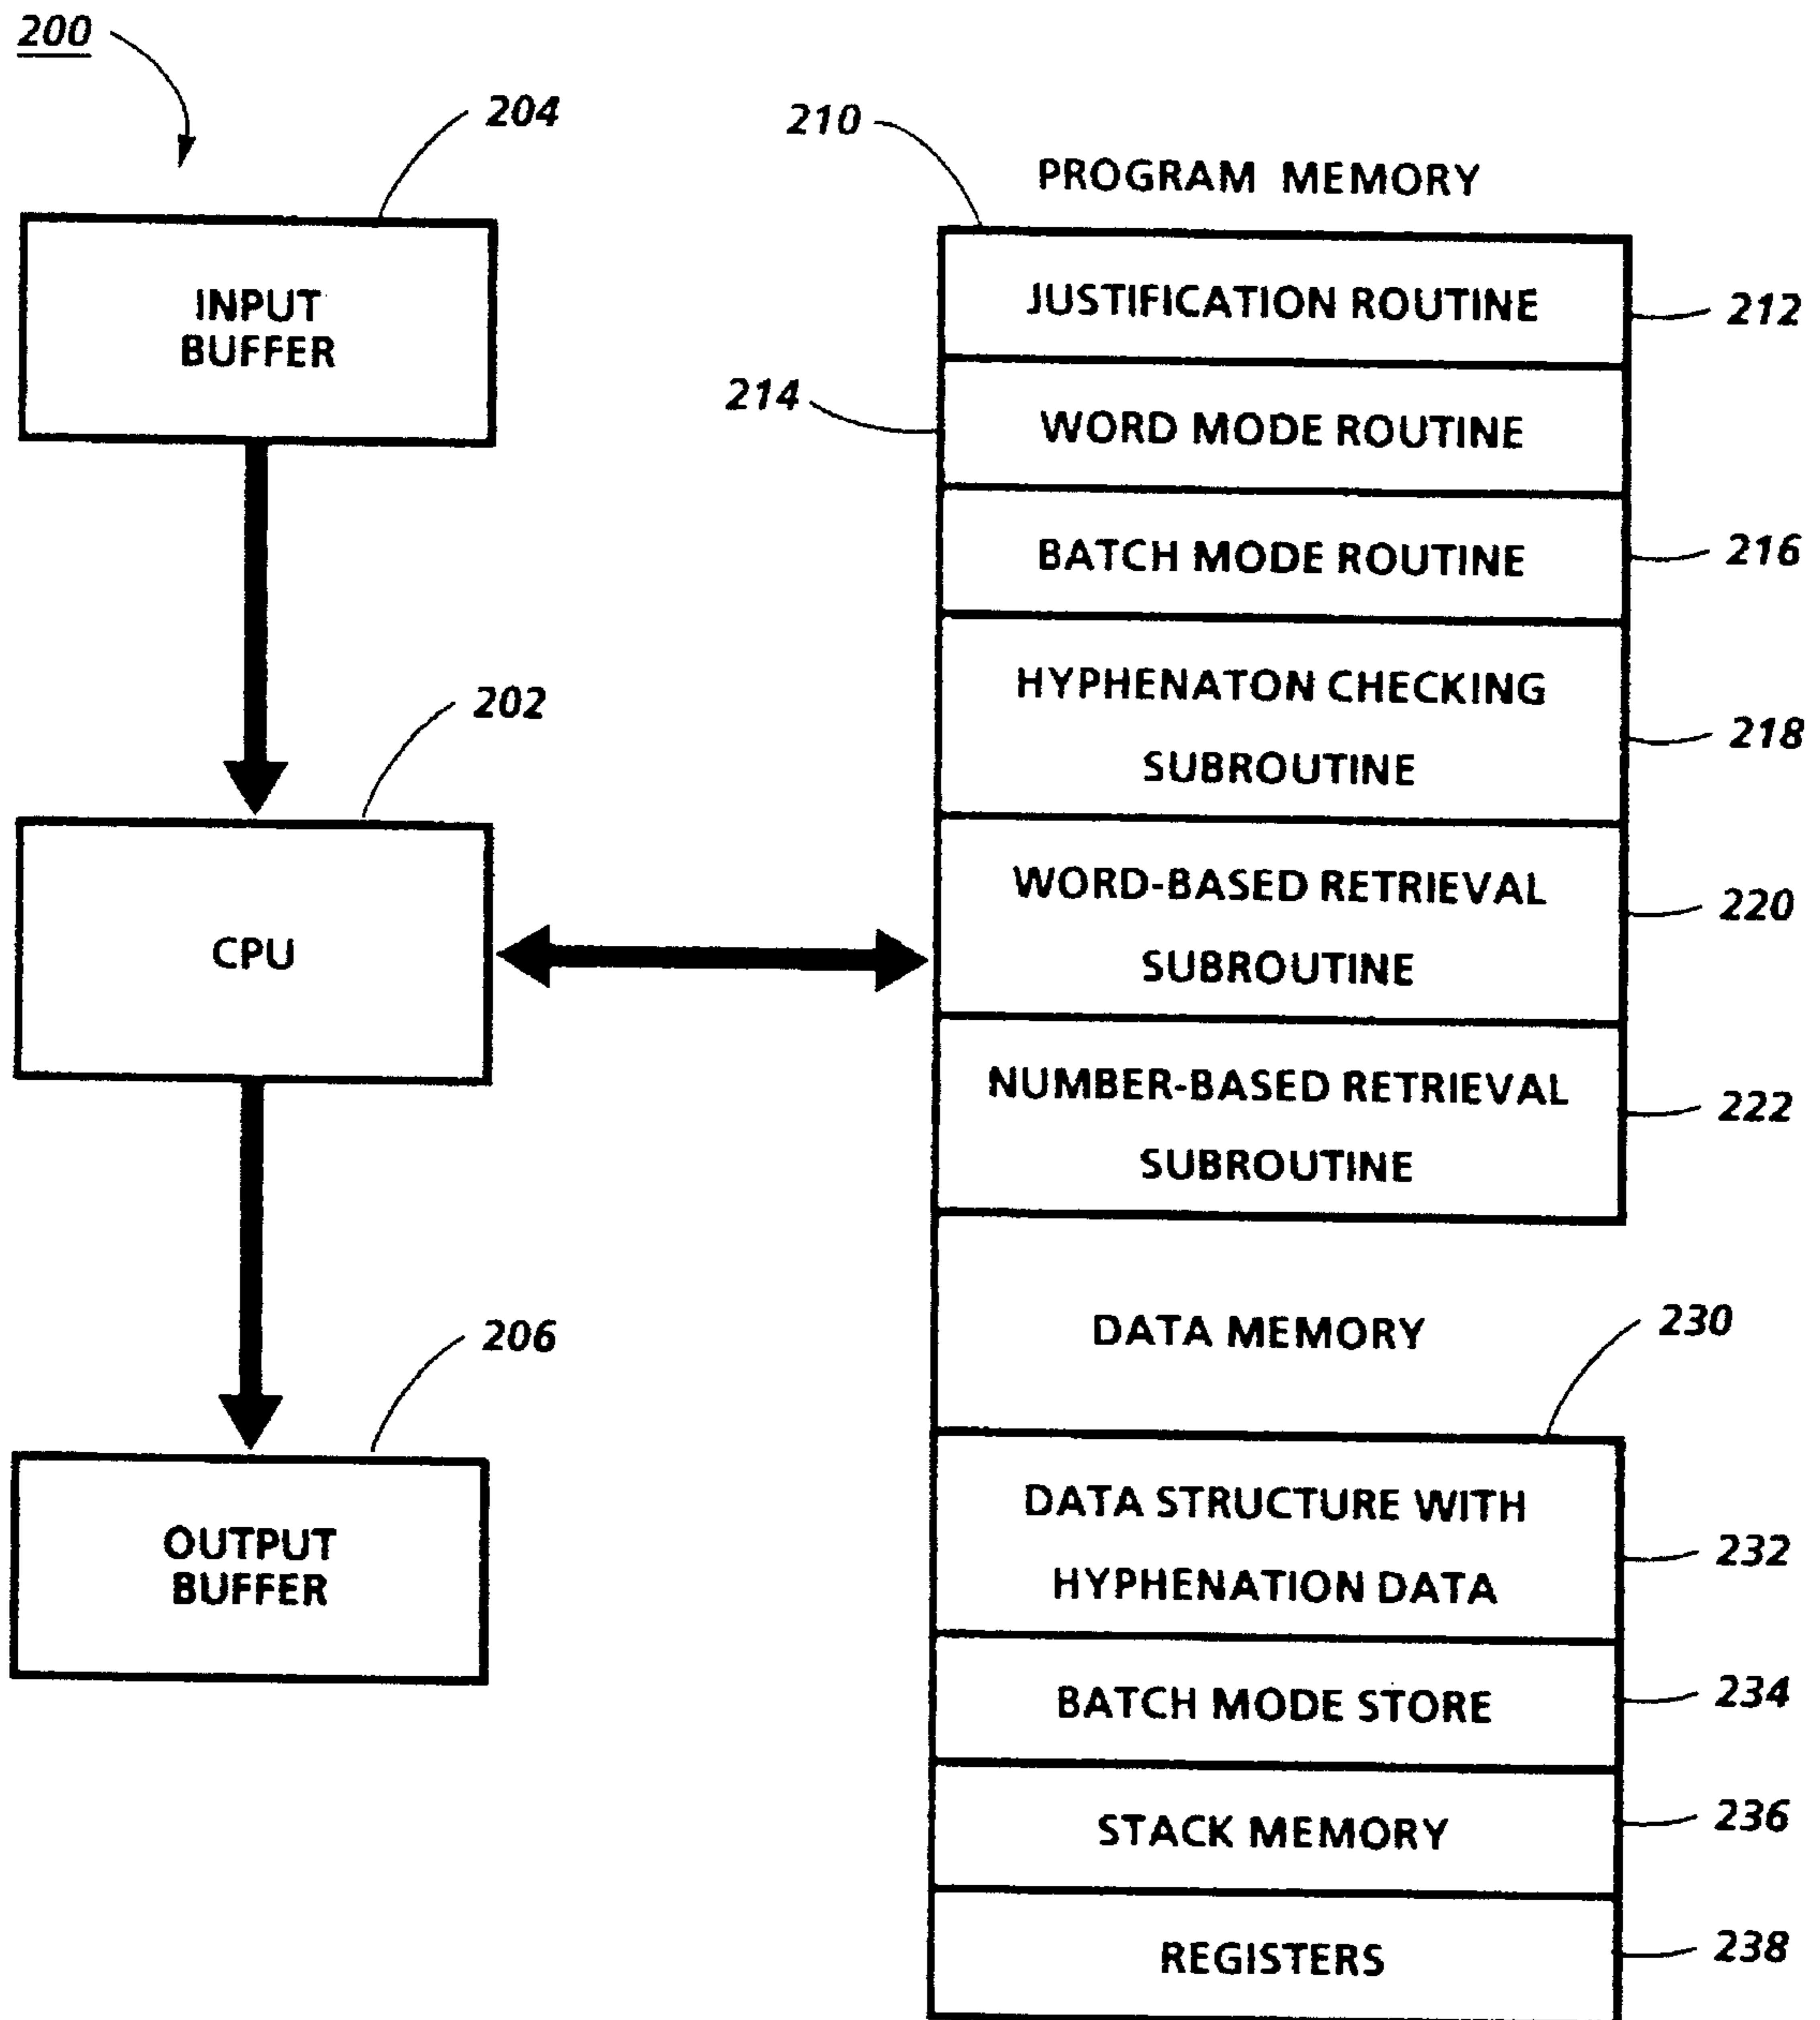 200
204
INPUT
BUFFER
202
CPU
206
OUTPUT
BUFFER
210
PROGRAM MEMORY
JUSTIFICATION ROUTINE
212
214
WORD MODE ROUTINE
BATCH MODE ROUTINE
216
HYPHENATON CHECKING
SUBROUTINE
218
WORD-BASED RETRIEVAL
SUBROUTINE
220
NUMBER-BASED RETRIEVAL
SUBROUTINE
222
DATA MEMORY
230
DATA STRUCTURE WITH
HYPHENATION DATA
232
BATCH MODE STORE
234
STACK MEMORY
236
REGISTERS
238